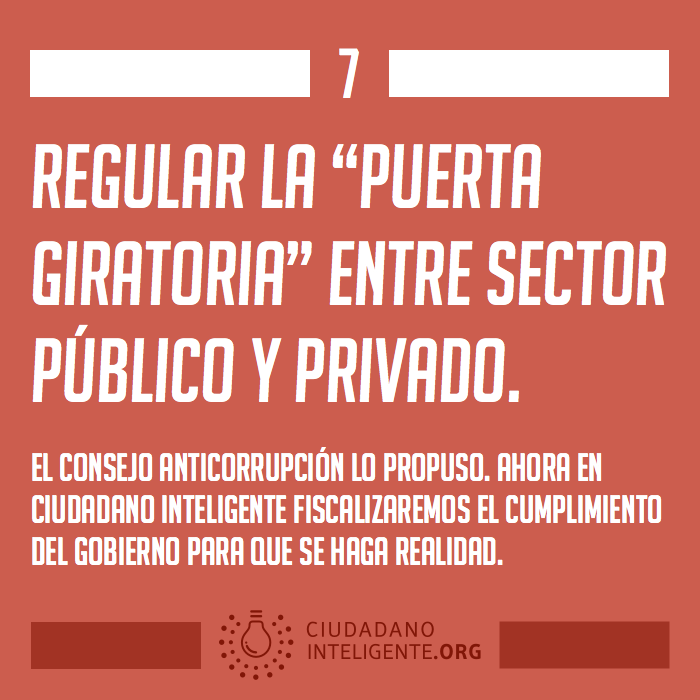 7
REGULAR LA “PUERTA
GIRATORIA” ENTRE SECTOR
PÚBLICO Y PRIVADO.
EL CONSEJO ANTICORRUPCIÓN LO PROPUSO. AHORA EN
CIUDADANO INTELIGENTE FISCALIZAREMOS EL CUMPLIMIENTO
DEL GOBIERNO PARA QUE SE HAGA REALIDAD.
CIUDADANO
INTELIGENTE.ORG